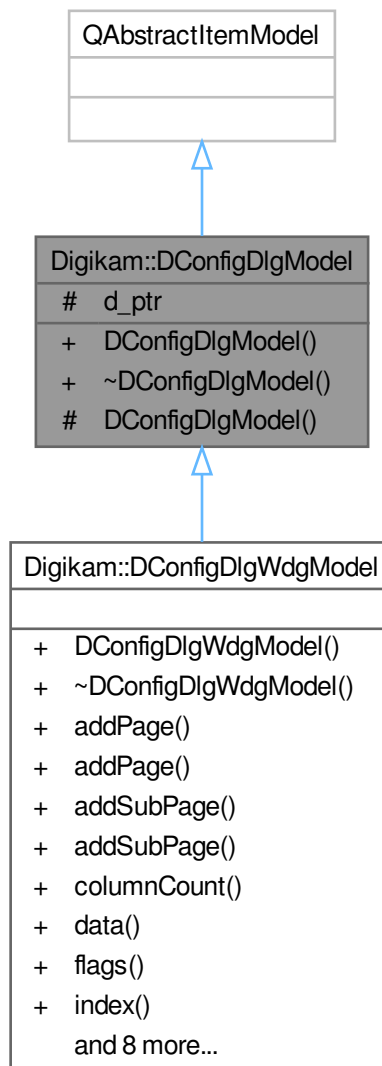 QAbstractItemModel
Digikam::DConfigDlgModel
# d_ptr
+ DConfigDlgModel()
+ ~DConfigDlgModel()
# DConfigDlgModel()
Digikam::DConfigDlgWdgModel
+ DConfigDlgWdgModel()
+ ~DConfigDlgWdgModel()
+ addPage()
+ addPage()
+ addSubPage()
+ addSubPage()
+ columnCount()
+ data()
+ flags()
+ index()
and 8 more...